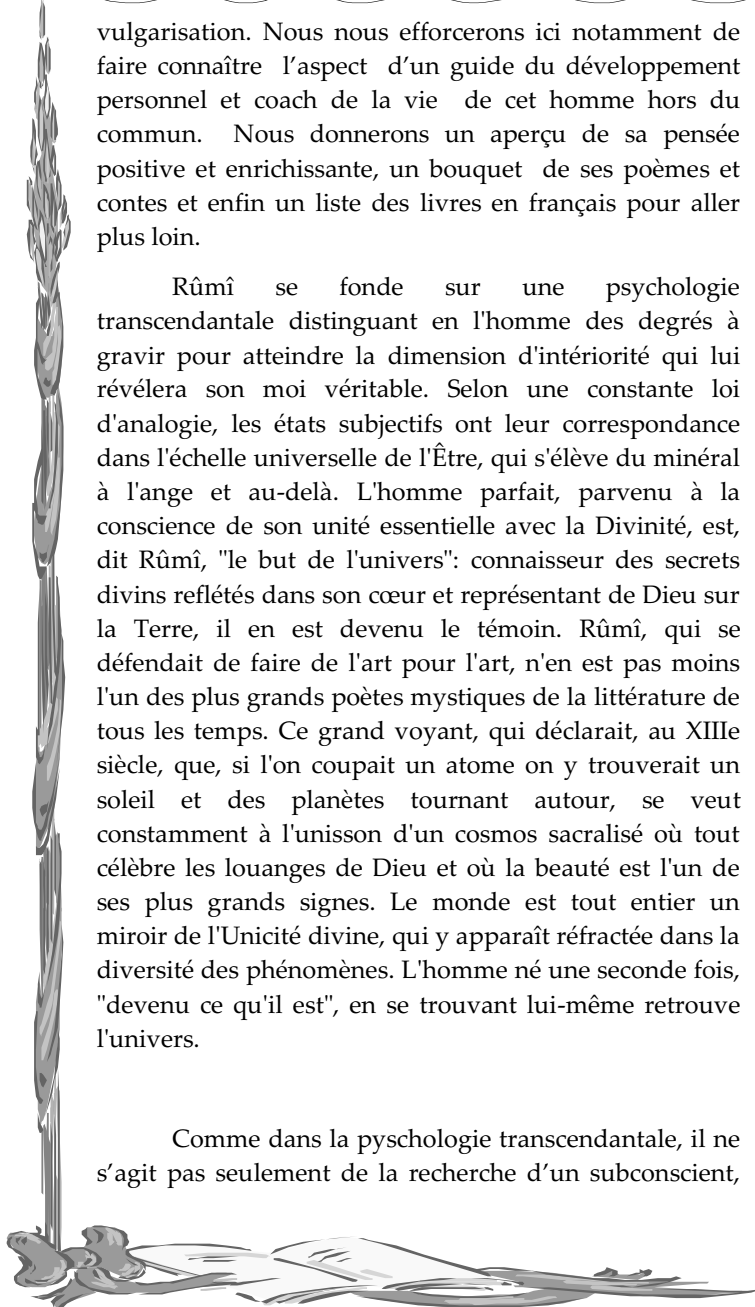 vulgarisation. Nous nous efforcerons ici notamment de
faire connaître l’aspect d’un guide du développement
personnel et coach de la vie de cet homme hors du
commun. Nous donnerons un aperçu de sa pensée
positive et enrichissante, un bouquet de ses poèmes et
contes et enfin un liste des livres en français pour aller
plus loin.
Rûmî se fonde sur une psychologie
transcendantale distinguant en l'homme des degrés à
gravir pour atteindre la dimension d'intériorité qui lui
révélera son moi véritable. Selon une constante loi
d'analogie, les états subjectifs ont leur correspondance
dans l'échelle universelle de l'Être, qui s'élève du minéral
à l'ange et au-delà. L'homme parfait, parvenu à la
conscience de son unité essentielle avec la Divinité, est,
dit Rûmî, "le but de l'univers": connaisseur des secrets
divins reflétés dans son cœur et représentant de Dieu sur
la Terre, il en est devenu le témoin. Rûmî, qui se
défendait de faire de l'art pour l'art, n'en est pas moins
l'un des plus grands poètes mystiques de la littérature de
tous les temps. Ce grand voyant, qui déclarait, au XIIIe
siècle, que, si l'on coupait un atome on y trouverait un
soleil et des planètes tournant autour, se veut
constamment à l'unisson d'un cosmos sacralisé où tout
célèbre les louanges de Dieu et où la beauté est l'un de
ses plus grands signes. Le monde est tout entier un
miroir de l'Unicité divine, qui y apparaît réfractée dans la
diversité des phénomènes. L'homme né une seconde fois,
"devenu ce qu'il est", en se trouvant lui-même retrouve
l'univers.
Comme dans la pyschologie transcendantale, il ne
s’agit pas seulement de la recherche d’un subconscient,